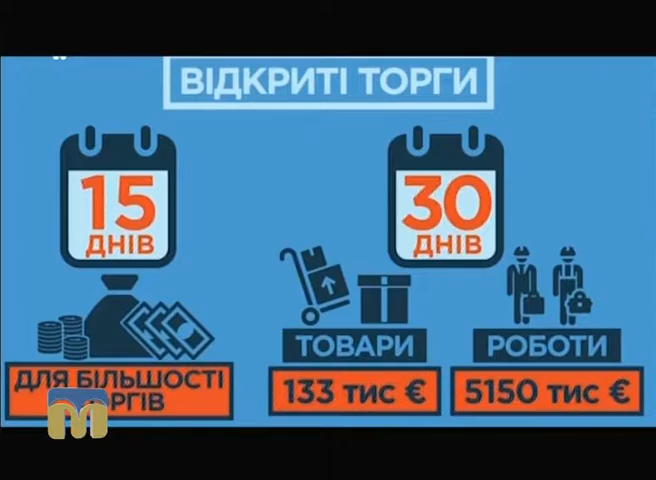 ВІДКРИТІ ТОРГИ
15
ДНІВ
30
ДНІВ
ТОВАРИ
РОБОТИ
ДЛЯ БІЛЬШОСТІ
133 тис €
5150 тис €